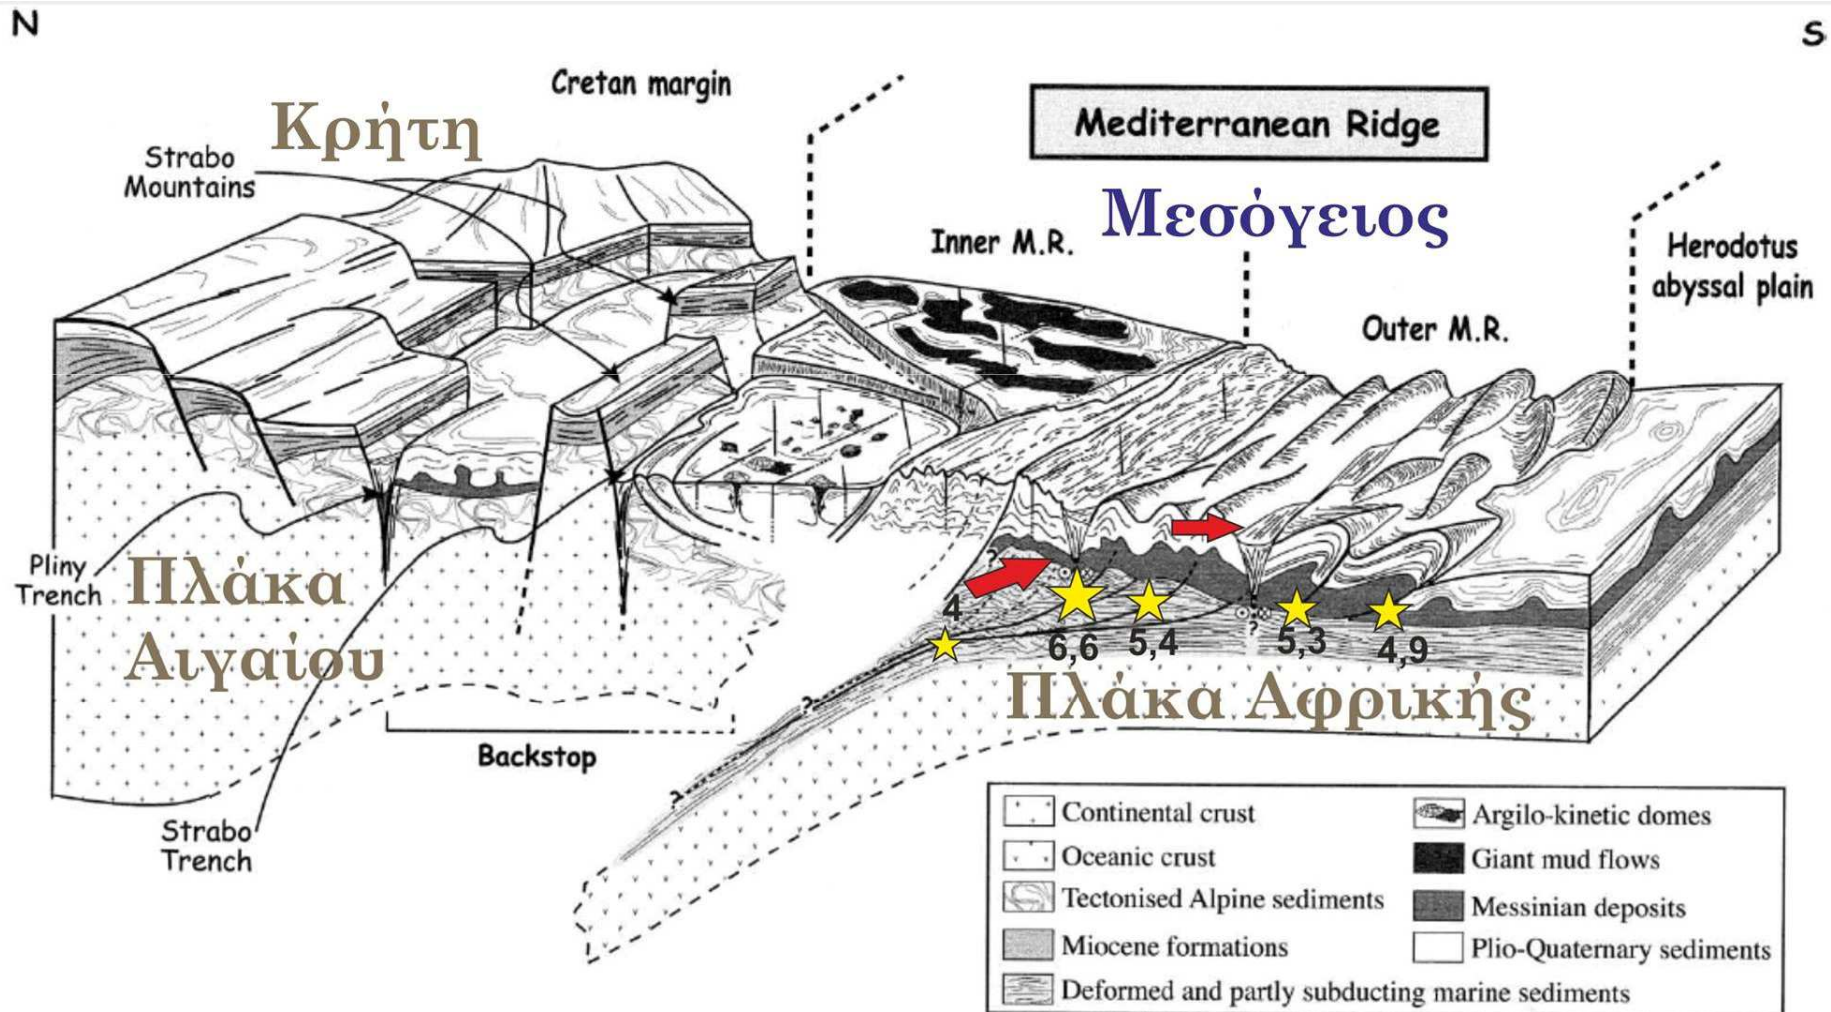 N
S
Cretan margin
Κρήτη
Strabo
Mountains
Mediterranean Ridge
Μεσόγειος
Inner M.R.
Herodotus
abyssal plain
Outer M.R.
Pliny
Trench
Πλάκα
Αιγαίου
?
4
6,6
5,4
?
5,3
4,9
Πλάκα Αφρικής
?
Backstop
?
Strabo
Trench
Continental crust
Oceanic crust
Tectonised Alpine sediments
Miocene formations
Deformed and partly subducting marine sediments
Argilo-kinetic domes
Giant mud flows
Messinian deposits
Plio-Quaternary sediments